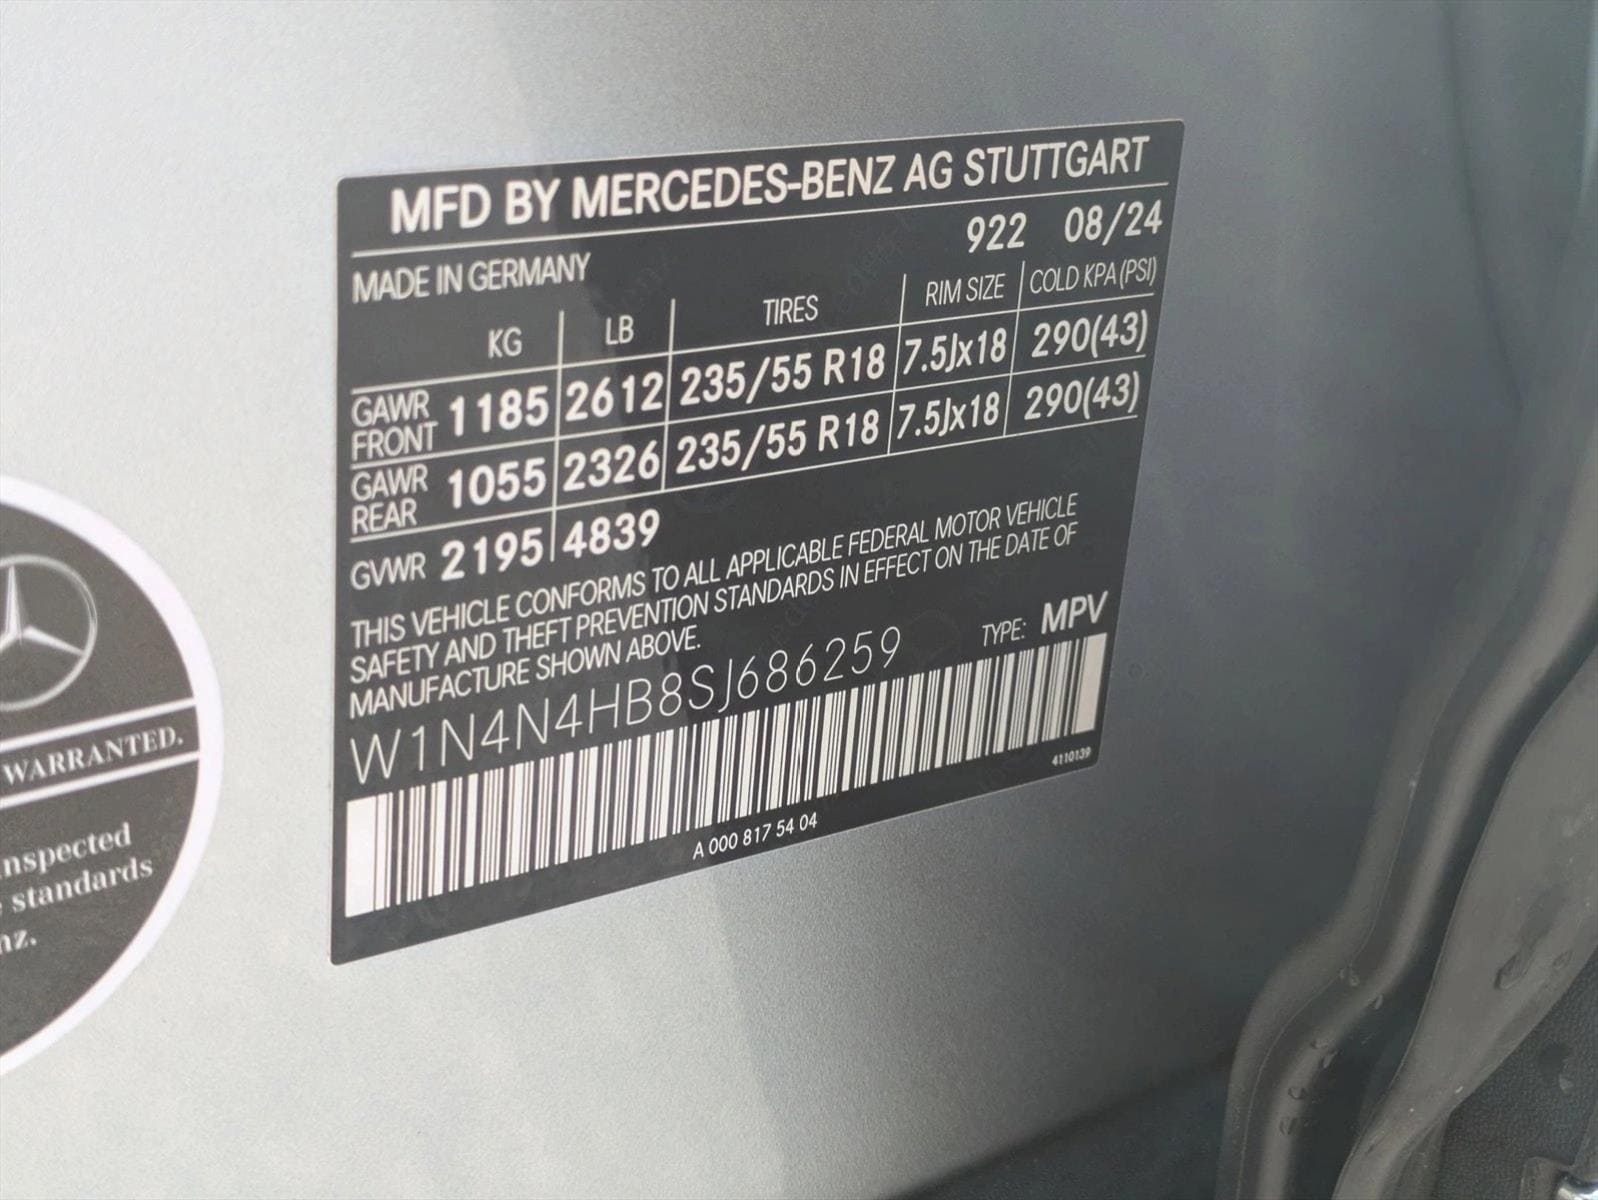 MFD BY MERCEDES-BENZ AG STUTTGART
922 08/24
MADE IN GERMANY
KG LB TIRES RIM SIZE COLD KPA (PSI)
GAWR FRONT 1185 2612 235/55 R18 7.5Jx18 290(43)
GAWR REAR 1055 2326 235/55 R18 7.5Jx18 290(43)
GVWR 2195 4839
THIS VEHICLE CONFORMS TO ALL APPLICABLE FEDERAL MOTOR VEHICLE
SAFETY AND THEFT PREVENTION STANDARDS IN EFFECT ON THE DATE OF
MANUFACTURE SHOWN ABOVE.
TYPE: MPV
W1N4N4HB8SJ686259
4110139
A 000 817 54 04
WARRANTED.
nspected
standards
nz.